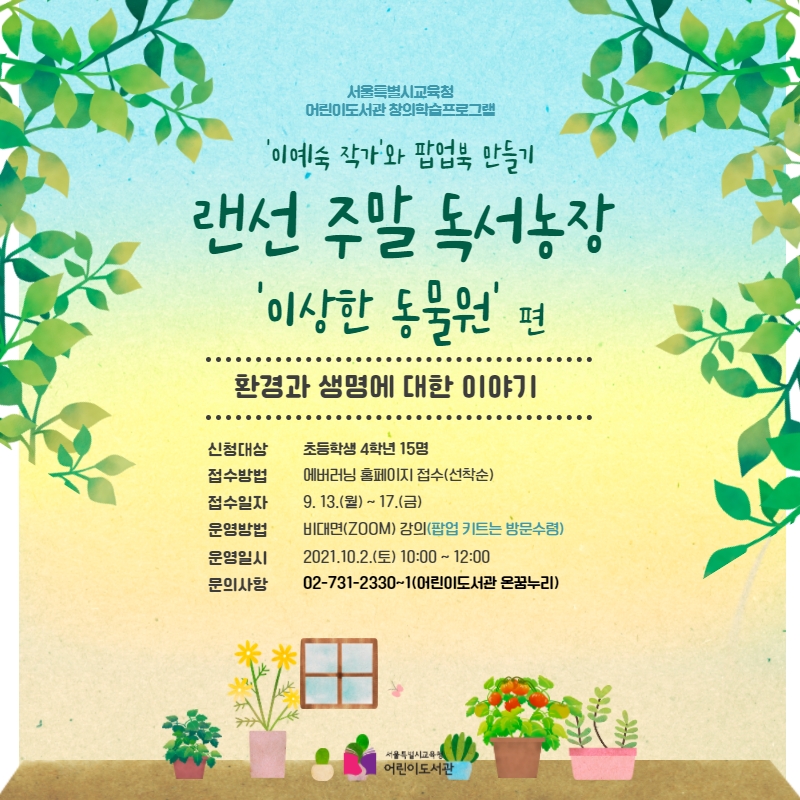 서울특별시교육청
어린이도서관 창의학습프로그램
'이예숙 작가'와 팝업북 만들기
랜선 주말 독서농장
'이상한 동물원' 편
환경과 생명에 대한 이야기
신청대상 초등학생 4학년 15명
접수방법 에버러닝 홈페이지 접수(선착순)
접수일자 9. 13.(월) ~ 17.(금)
운영방법 비대면(ZOOM) 강의(팝업 키트는 방문수령)
운영일시 2021.10.2.(토) 10:00 ~ 12:00
문의사항 02-731-2330~1(어린이도서관 온꿈누리)
서울특별시교육청
어린이도서관